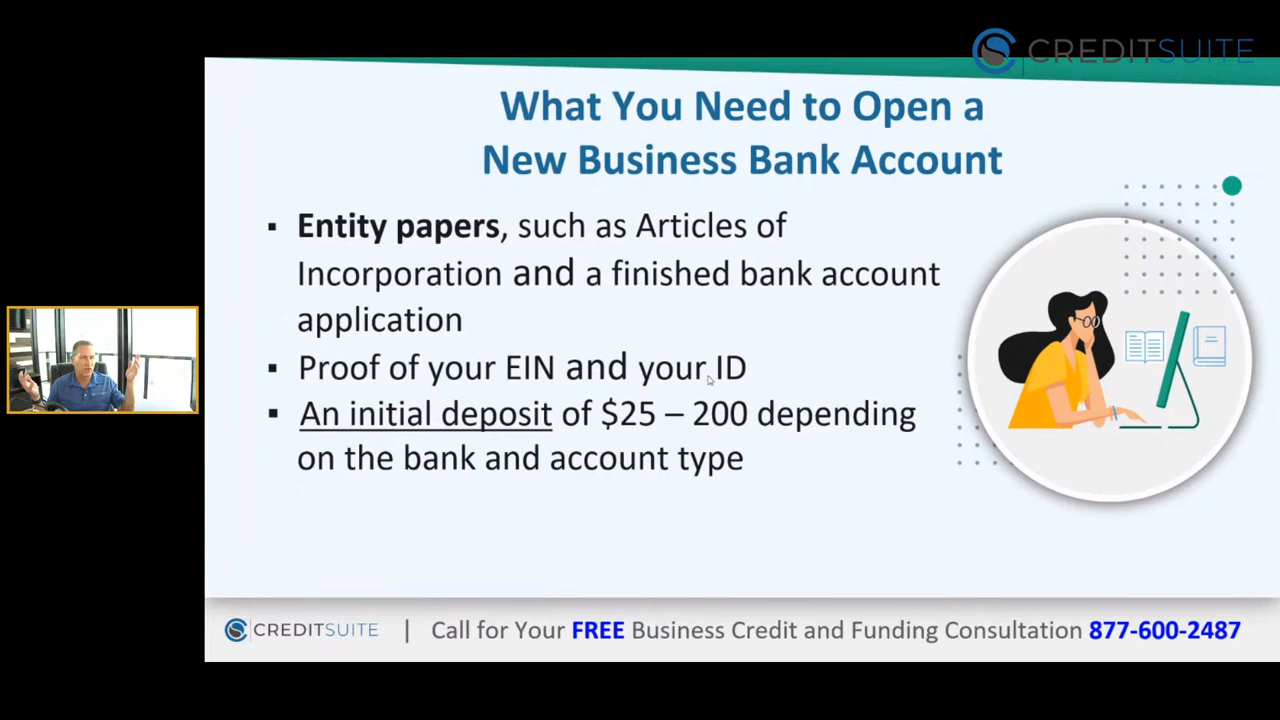 CREDITSUITE
What You Need to Open a
New Business Bank Account
▪ Entity papers, such as Articles of
Incorporation and a finished bank account
application
▪ Proof of your EIN and your ID
▪ An initial deposit of $25 – 200 depending
on the bank and account type
CREDITSUITE | Call for Your FREE Business Credit and Funding Consultation 877-600-2487